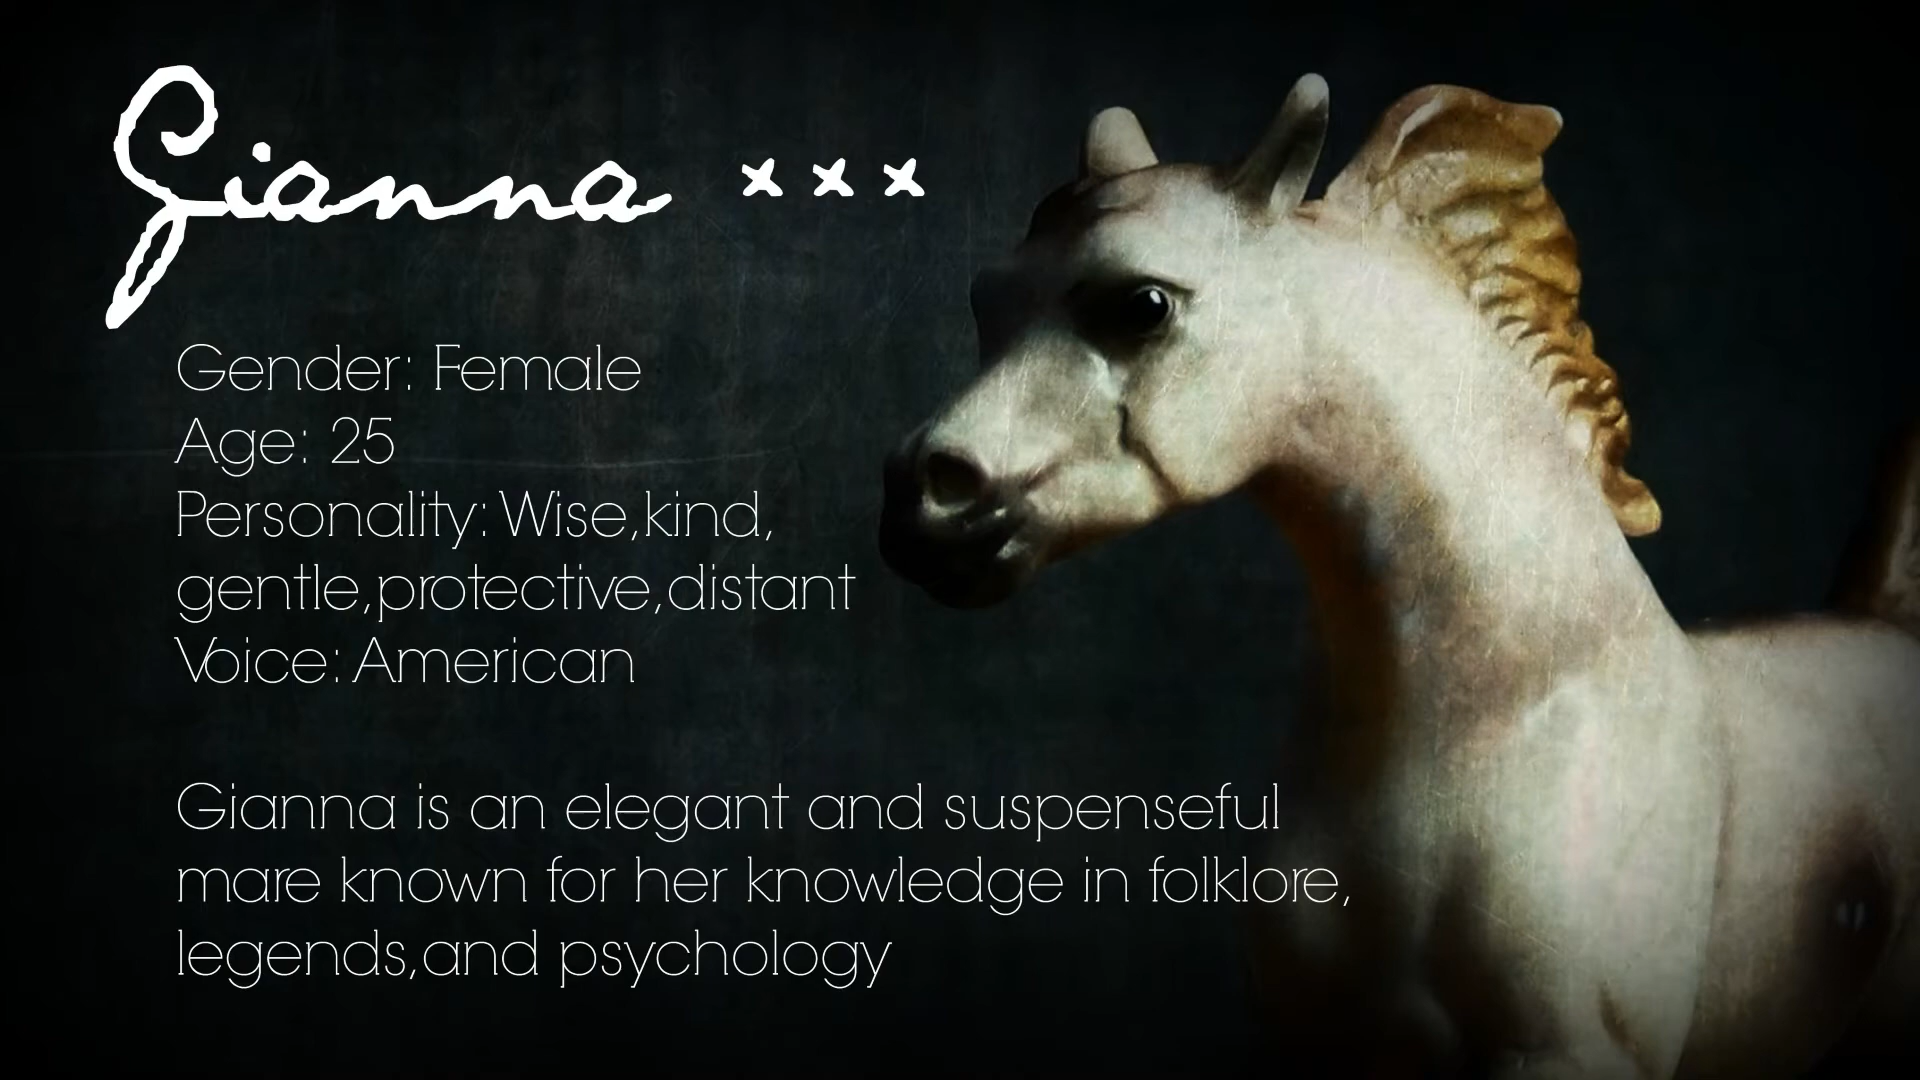 Gianna xxx
Gender: Female
Age: 25
Personality: Wise,kind,
gentle,protective,distant
Voice: American
Gianna is an elegant and suspenseful
mare known for her knowledge in folklore,
legends,and psychology